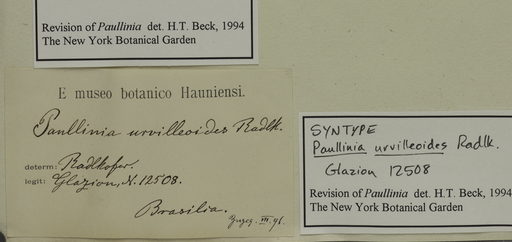 Revision of Paullinia det. H.T. Beck, 1994
The New York Botanical Garden
E museo botanico Hauniensi.
Paullinia urvilleoides Radlk.
determ: Radlkofer.
legit: Glaziou, N. 12508.
Brasilia.
III 96.
SYNTYPE
Paullinia urvilleoides Radlk.
Glaziou 12508
Revision of Paullinia det. H.T. Beck, 1994
The New York Botanical Garden